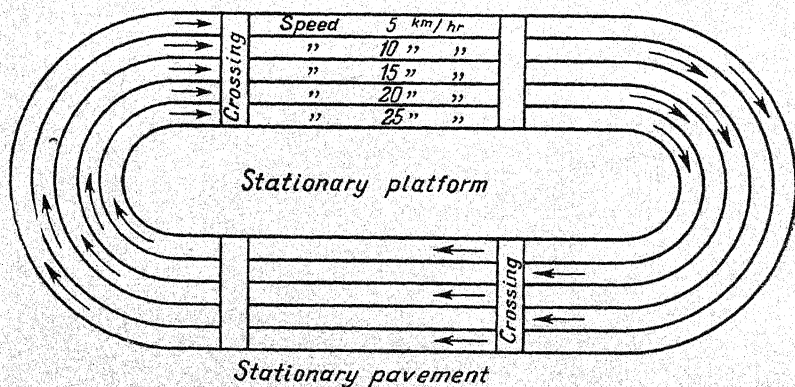 Speed 5 km/hr
„ 10 „ „
„ 15 „ „
„ 20 „ „
„ 25 „ „
Crossing
Stationary platform
Crossing
Stationary pavement